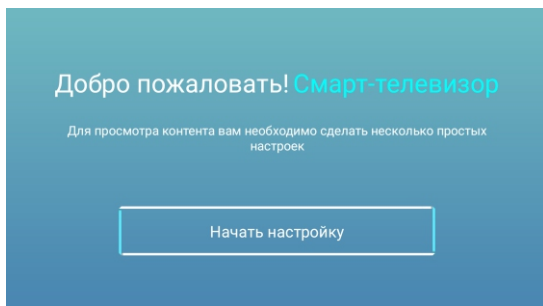 Добро пожаловать! Смарт-телевизор
Для просмотра контента вам необходимо сделать несколько простых
настроек
Начать настройку